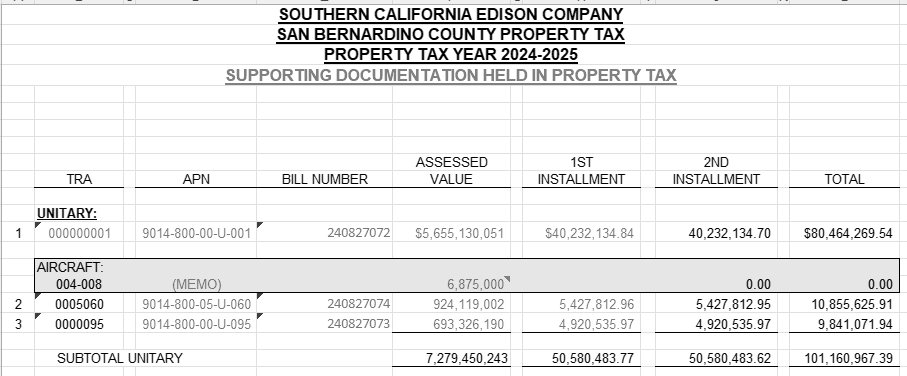 SOUTHERN CALIFORNIA EDISON COMPANY
SAN BERNARDINO COUNTY PROPERTY TAX
PROPERTY TAX YEAR 2024-2025
SUPPORTING DOCUMENTATION HELD IN PROPERTY TAX
ASSESSED 1ST 2ND
TRA APN BILL NUMBER VALUE INSTALLMENT INSTALLMENT TOTAL
UNITARY:
1 000000001 9014-800-00-U-001 240827072 $5,655,130,051 $40,232,134.84 40,232,134.70 $80,464,269.54
AIRCRAFT:
004-008 (MEMO) 6,875,000 0.00 0.00
2 0005060 9014-800-05-U-060 240827074 924,119,002 5,427,812.96 5,427,812.95 10,855,625.91
3 0000095 9014-800-00-U-095 240827073 693,326,190 4,920,535.97 4,920,535.97 9,841,071.94
SUBTOTAL UNITARY 7,279,450,243 50,580,483.77 50,580,483.62 101,160,967.39